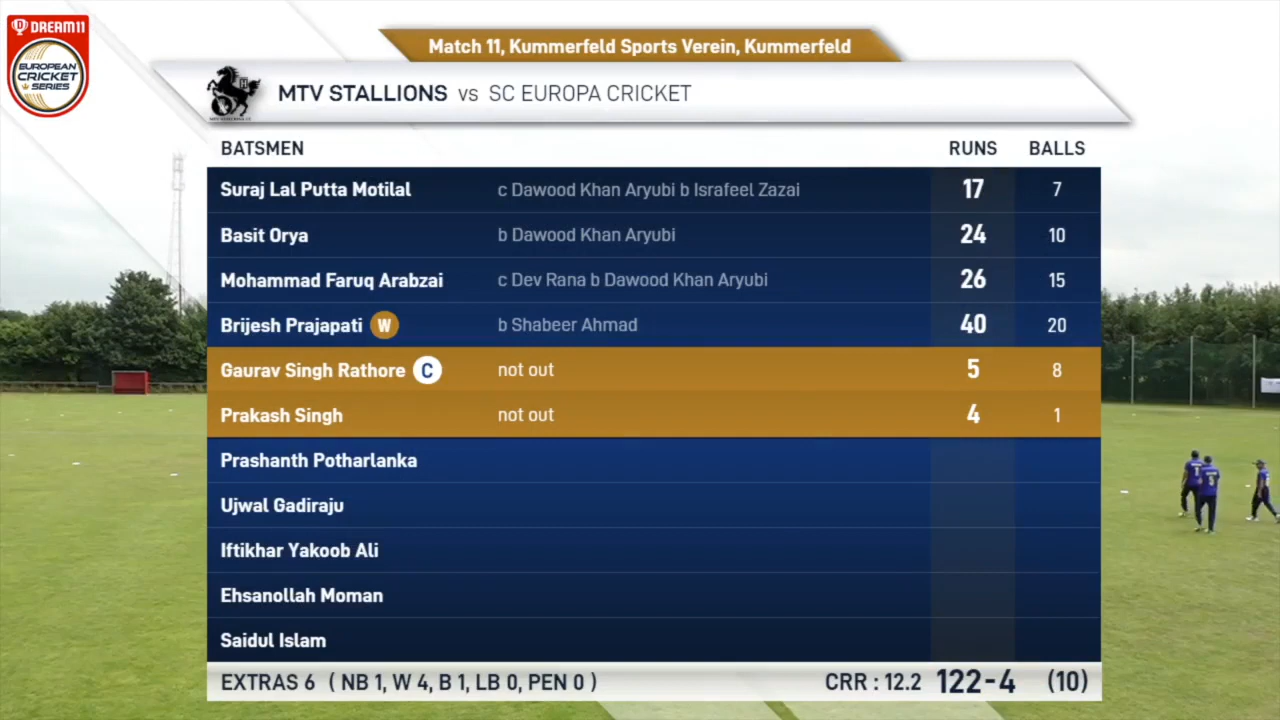 DREAM11
EUROPEAN
CRICKET
SERIES
Match 11, Kummerfeld Sports Verein, Kummerfeld
MTV STALLIONS vs SC EUROPA CRICKET
BATSMEN RUNS BALLS
Suraj Lal Putta Motilal c Dawood Khan Aryubi b Israfeel Zazai 17 7
Basit Orya b Dawood Khan Aryubi 24 10
Mohammad Faruq Arabzai c Dev Rana b Dawood Khan Aryubi 26 15
Brijesh Prajapati W b Shabeer Ahmad 40 20
Gaurav Singh Rathore C not out 5 8
Prakash Singh not out 4 1
Prashanth Potharlanka
Ujwal Gadiraju
Iftikhar Yakoob Ali
Ehsanollah Moman
Saidul Islam
EXTRAS 6 ( NB 1, W 4, B 1, LB 0, PEN 0 ) CRR : 12.2 122-4 (10)